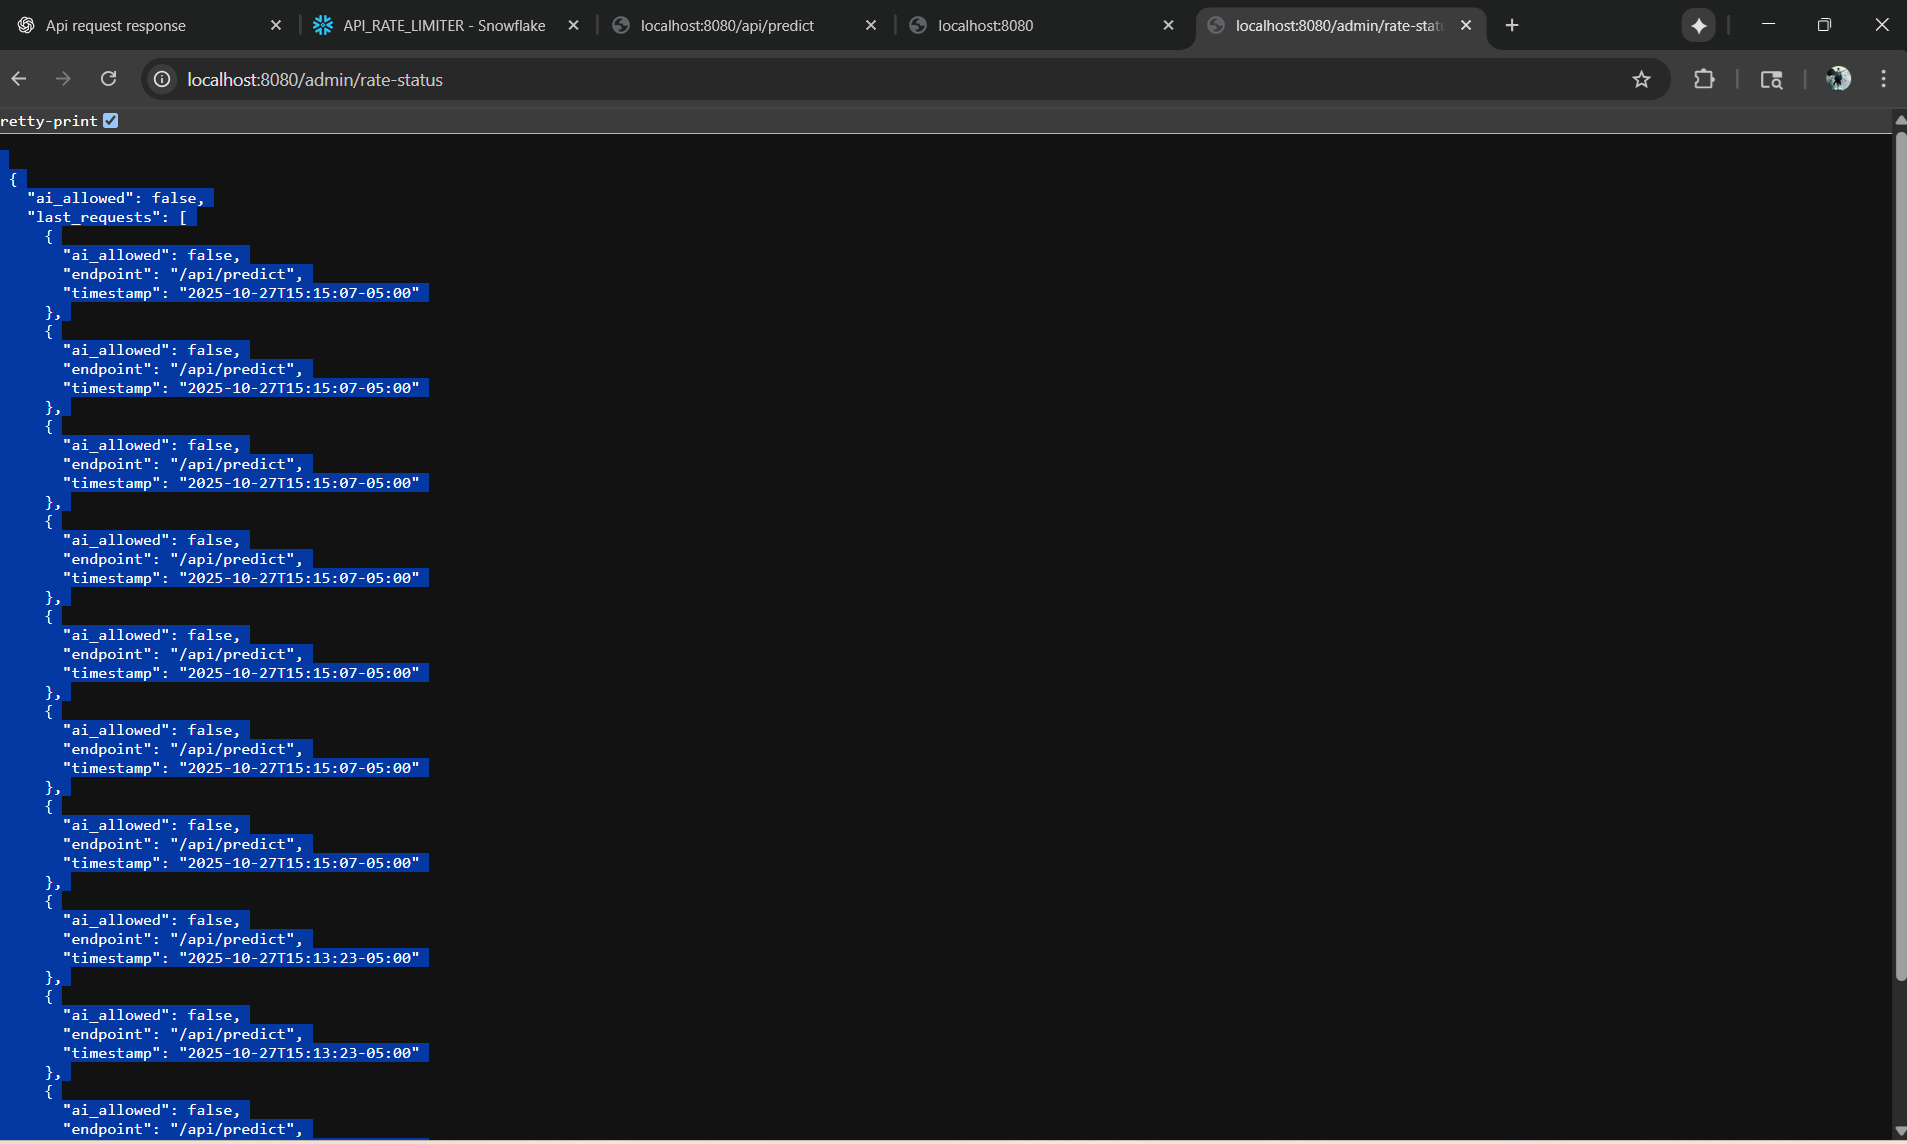 Api request response
API_RATE_LIMITER - Snowflake
localhost:8080/api/predict
localhost:8080
localhost:8080/admin/rate-stat
localhost:8080/admin/rate-status
retty-print
{
"ai_allowed": false,
"last_requests": [
{
"ai_allowed": false,
"endpoint": "/api/predict",
"timestamp": "2025-10-27T15:15:07-05:00"
},
{
"ai_allowed": false,
"endpoint": "/api/predict",
"timestamp": "2025-10-27T15:15:07-05:00"
},
{
"ai_allowed": false,
"endpoint": "/api/predict",
"timestamp": "2025-10-27T15:15:07-05:00"
},
{
"ai_allowed": false,
"endpoint": "/api/predict",
"timestamp": "2025-10-27T15:15:07-05:00"
},
{
"ai_allowed": false,
"endpoint": "/api/predict",
"timestamp": "2025-10-27T15:15:07-05:00"
},
{
"ai_allowed": false,
"endpoint": "/api/predict",
"timestamp": "2025-10-27T15:15:07-05:00"
},
{
"ai_allowed": false,
"endpoint": "/api/predict",
"timestamp": "2025-10-27T15:15:07-05:00"
},
{
"ai_allowed": false,
"endpoint": "/api/predict",
"timestamp": "2025-10-27T15:13:23-05:00"
},
{
"ai_allowed": false,
"endpoint": "/api/predict",
"timestamp": "2025-10-27T15:13:23-05:00"
},
{
"ai_allowed": false,
"endpoint": "/api/predict",